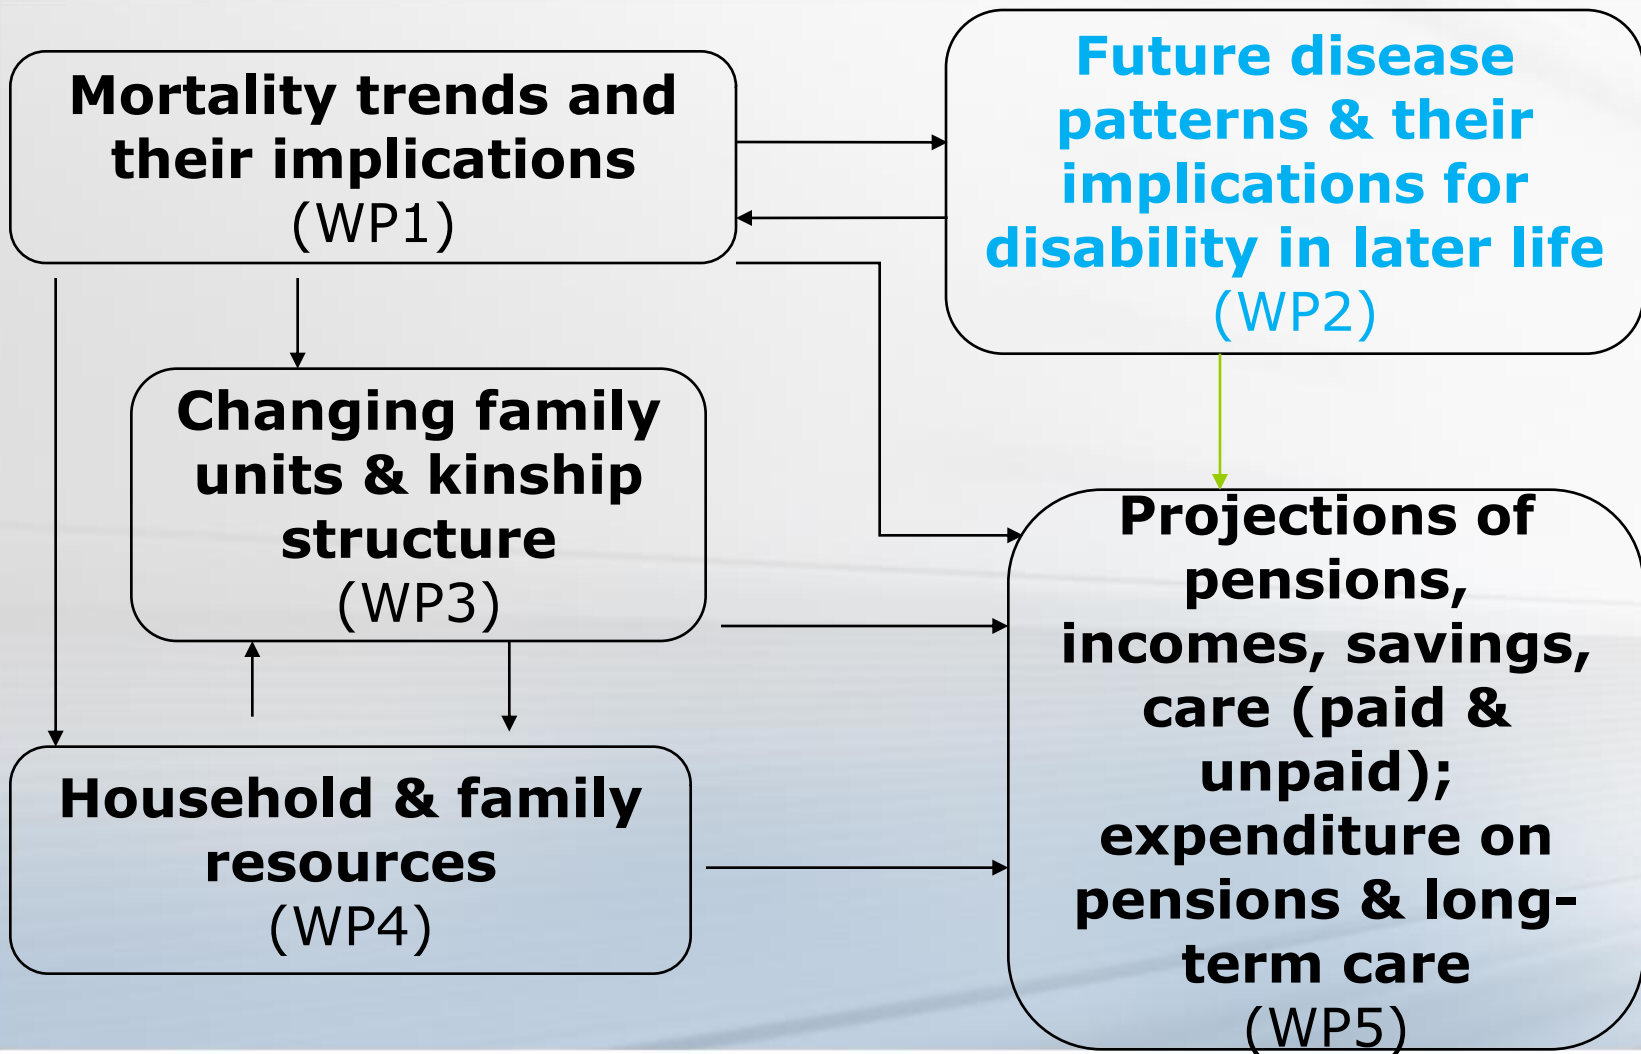 Mortality trends and
their implications
(WP1)
Future disease
patterns & their
implications for
disability in later life
(WP2)
Changing family
units & kinship
structure
(WP3)
Household & family
resources
(WP4)
Projections of
pensions,
incomes, savings,
care (paid &
unpaid);
expenditure on
pensions & long-
term care
(WP5)